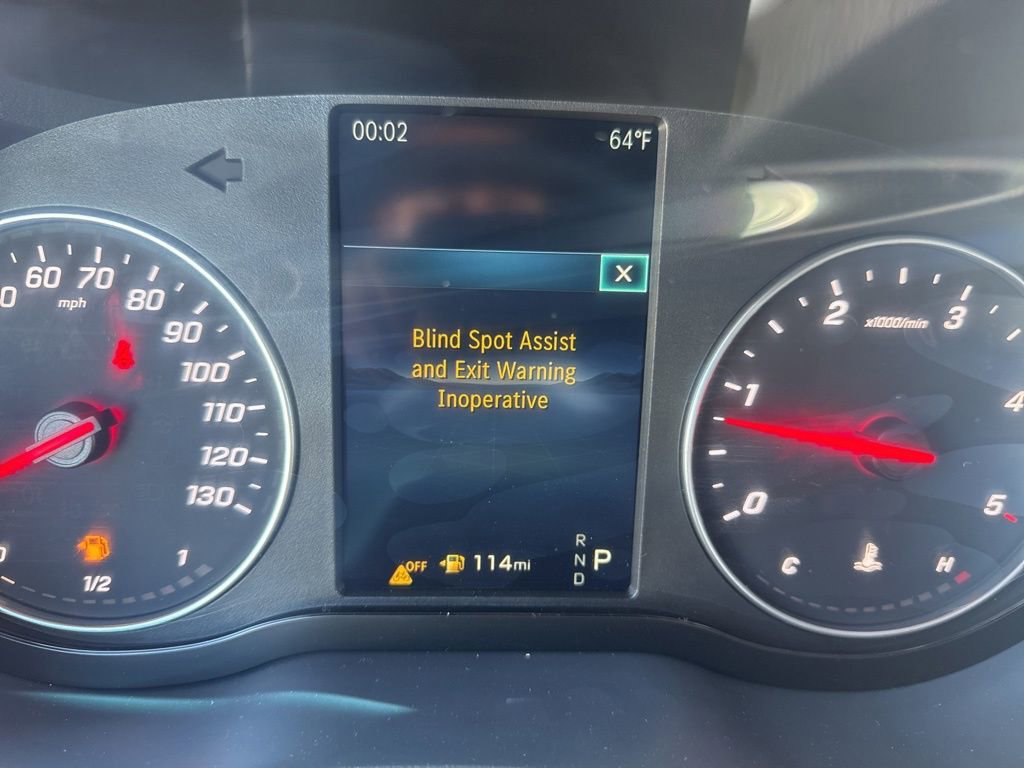 00:02
64°F
X
Blind Spot Assist
and Exit Warning
Inoperative
OFF
114mi
R
N
D
P
60
70
80
90
100
110
120
130
mph
1/2
1
0
1
2
3
4
5
x1000/min
C
H